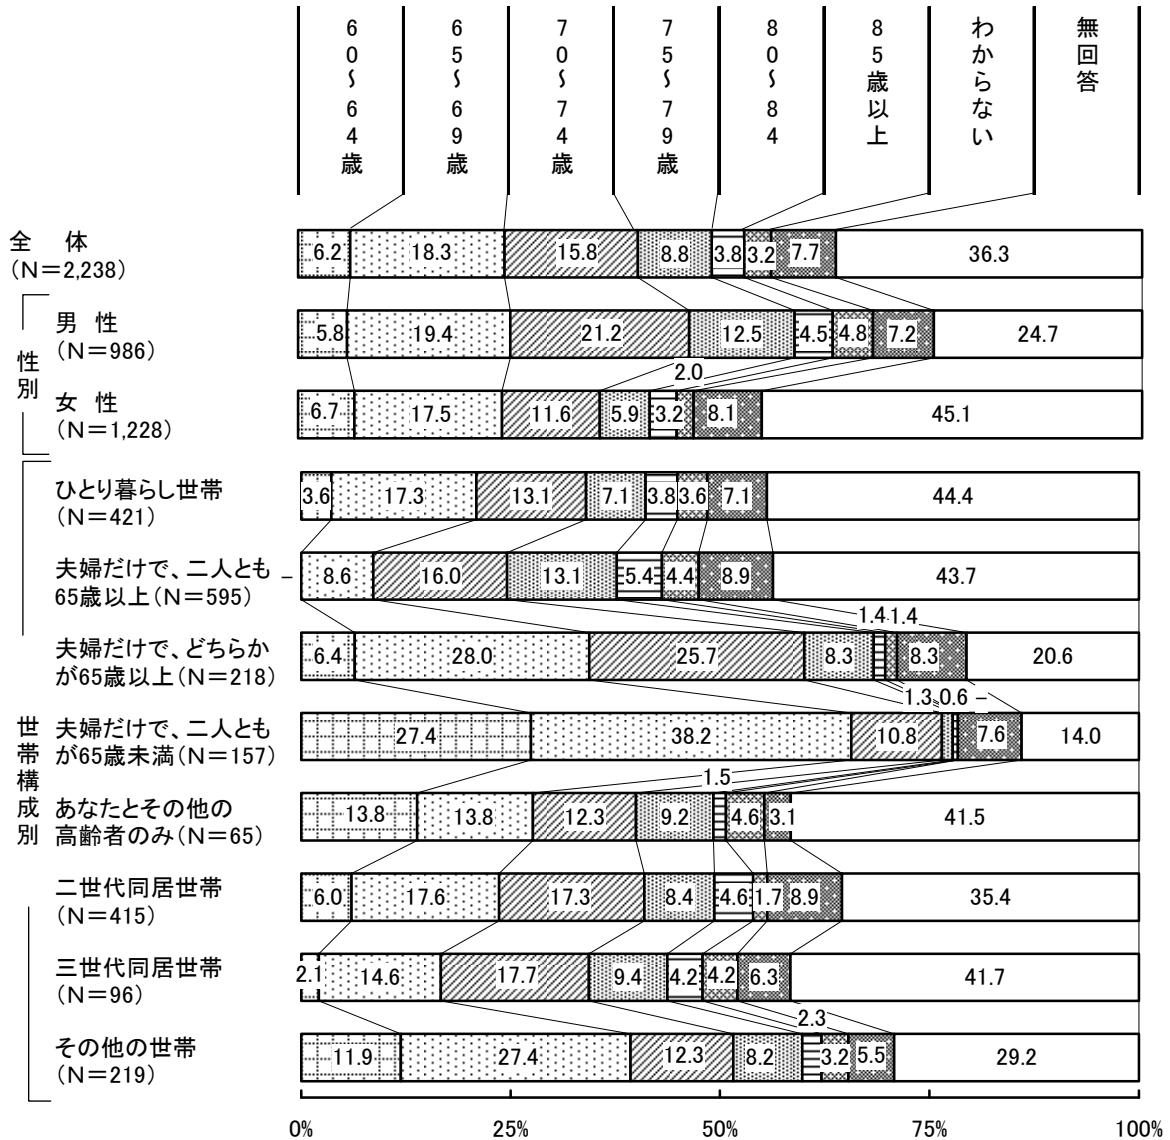 60～64歳
65～69歳
70～74歳
75～79歳
80～84
85歳以上
わからない
無回答
全　体
(N＝2,238)
6.2 18.3 15.8 8.8 3.8 3.2 7.7 36.3
性別
男　性
(N＝986)
5.8 19.4 21.2 12.5 4.5 4.8 7.2 24.7
2.0
女　性
(N＝1,228)
6.7 17.5 11.6 5.9 3.2 8.1 45.1
世帯構成別
ひとり暮らし世帯
(N＝421)
3.6 17.3 13.1 7.1 3.8 3.6 7.1 44.4
夫婦だけで、二人とも
65歳以上(N＝595)
－ 8.6 16.0 13.1 5.4 4.4 8.9 43.7
1.4 1.4
夫婦だけで、どちらか
が65歳以上(N＝218)
6.4 28.0 25.7 8.3 8.3 20.6
1.3 0.6 －
夫婦だけで、二人とも
が65歳未満(N＝157)
27.4 38.2 10.8 7.6 14.0
1.5
あなたとその他の
高齢者のみ(N＝65)
13.8 13.8 12.3 9.2 4.6 3.1 41.5
二世代同居世帯
(N＝415)
6.0 17.6 17.3 8.4 4.6 1.7 8.9 35.4
三世代同居世帯
(N＝96)
2.1 14.6 17.7 9.4 4.2 4.2 6.3 41.7
2.3
その他の世帯
(N＝219)
11.9 27.4 12.3 8.2 3.2 5.5 29.2
0% 25% 50% 75% 100%